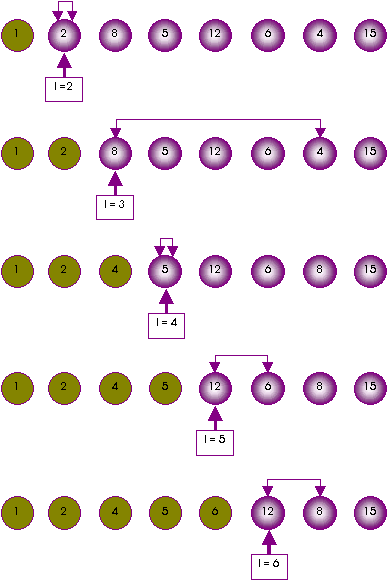 1 2 8 5 12 6 4 15
I =2
1 2 8 5 12 6 4 15
I = 3
1 2 4 5 12 6 8 15
I = 4
1 2 4 5 12 6 8 15
I = 5
1 2 4 5 6 12 8 15
I = 6